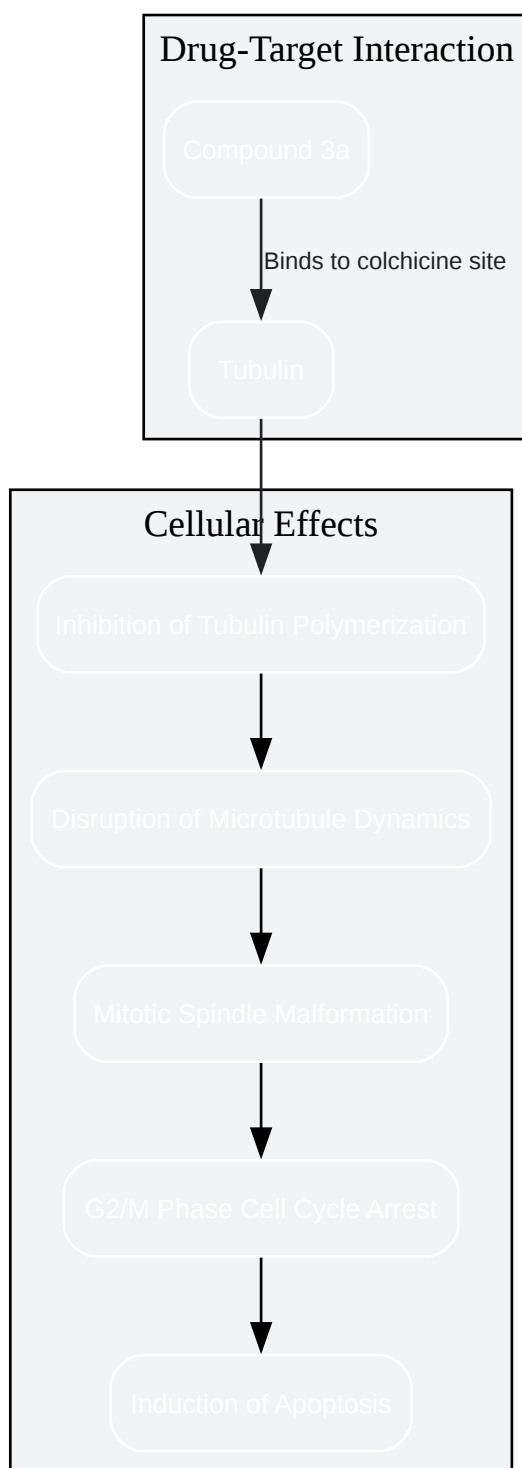 Drug-Target Interaction
Compound 3a
Binds to colchicine site
Tubulin
Cellular Effects
Inhibition of Tubulin Polymerization
Disruption of Microtubule Dynamics
Mitotic Spindle Malformation
G2/M Phase Cell Cycle Arrest
Induction of Apoptosis